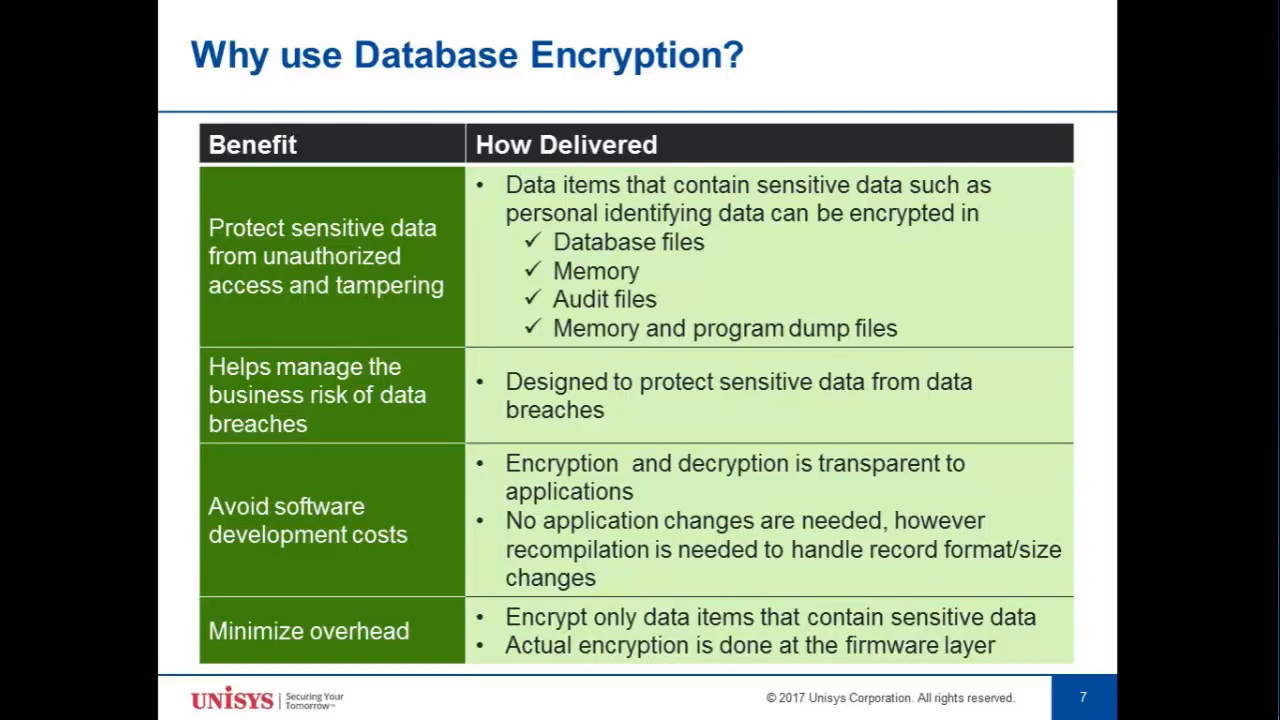 Why use Database Encryption?
Benefit
How Delivered
Protect sensitive data
from unauthorized
access and tampering
• Data items that contain sensitive data such as
personal identifying data can be encrypted in
✓ Database files
✓ Memory
✓ Audit files
✓ Memory and program dump files
Helps manage the
business risk of data
breaches
• Designed to protect sensitive data from data
breaches
Avoid software
development costs
• Encryption and decryption is transparent to
applications
• No application changes are needed, however
recompilation is needed to handle record format/size
changes
Minimize overhead
• Encrypt only data items that contain sensitive data
• Actual encryption is done at the firmware layer
UNISYS
Securing Your
Tomorrow™
© 2017 Unisys Corporation. All rights reserved.
7